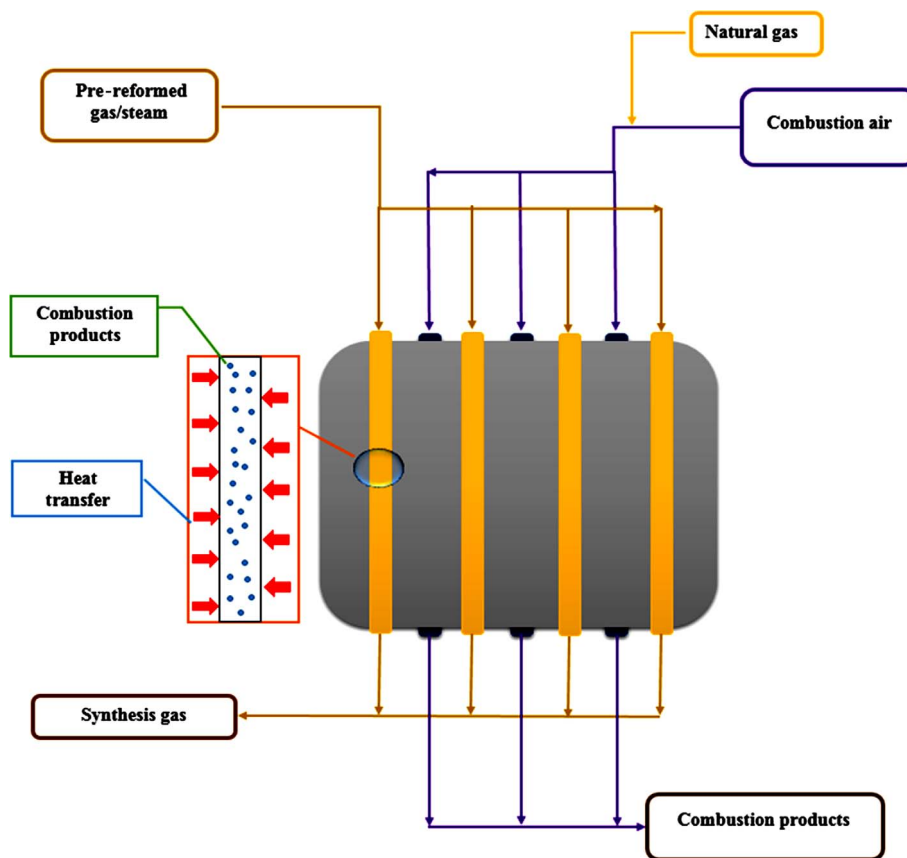 Natural gas
Pre-reformed
gas/steam
Combustion air
Combustion
products
Heat
transfer
Synthesis gas
Combustion products